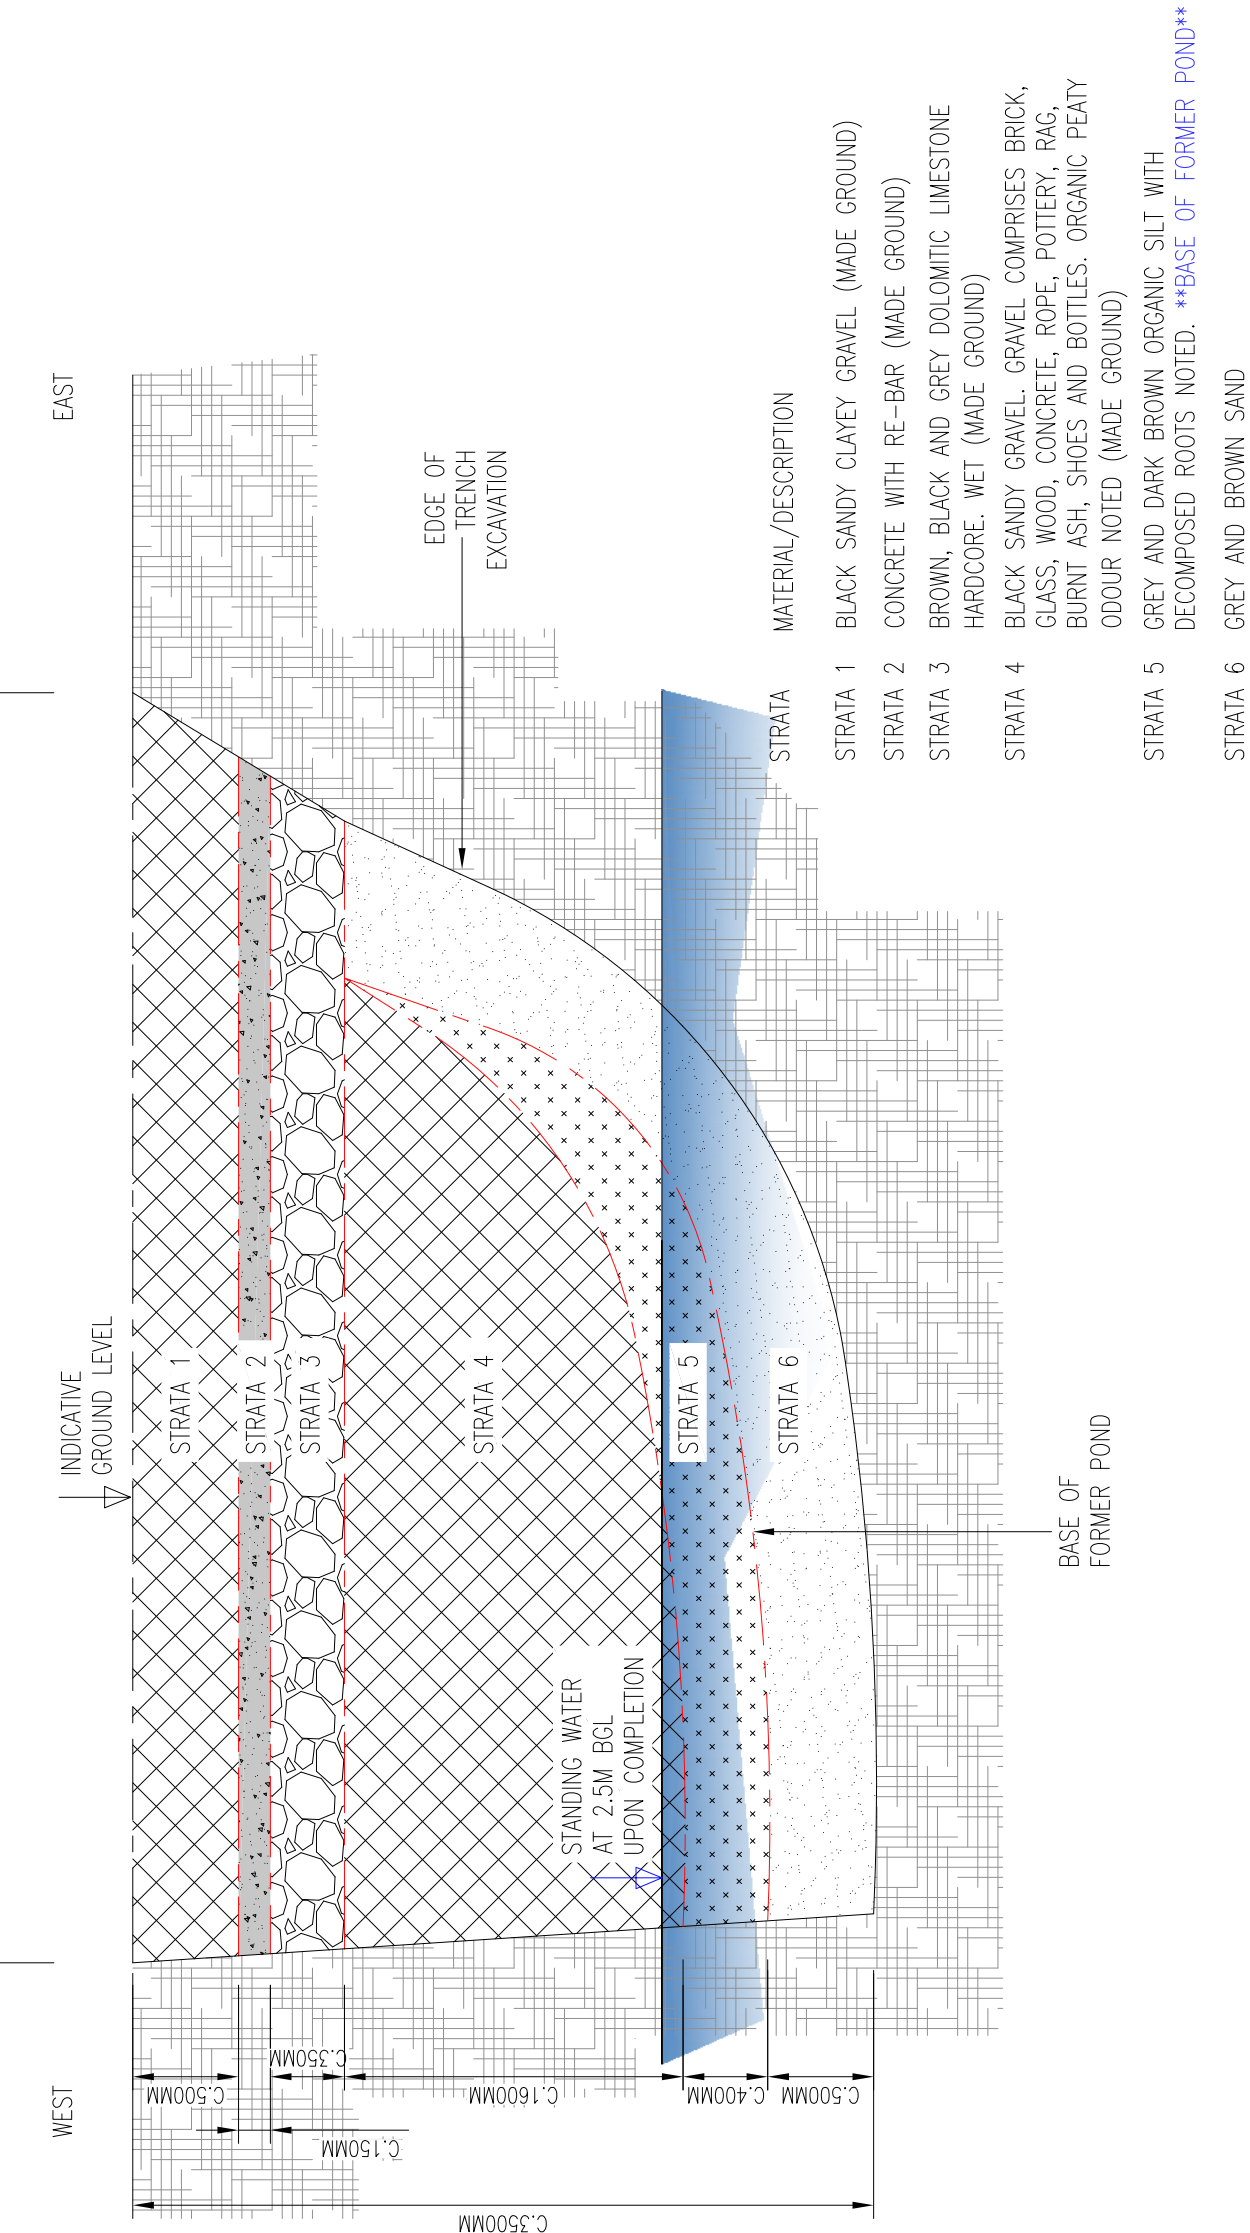 WEST
EAST
INDICATIVE
GROUND LEVEL
STRATA 1
STRATA 2
STRATA 3
STRATA 4
STANDING WATER
AT 2.5M BGL
UPON COMPLETION
STRATA 5
STRATA 6
EDGE OF
TRENCH
EXCAVATION
BASE OF
FORMER POND
C.500MM
C.150MM
C.350MM
C.1600MM
C.400MM
C.500MM
C.3500MM
STRATA MATERIAL/DESCRIPTION
STRATA 1 BLACK SANDY CLAYEY GRAVEL (MADE GROUND)
STRATA 2 CONCRETE WITH RE-BAR (MADE GROUND)
STRATA 3 BROWN, BLACK AND GREY DOLOMITIC LIMESTONE
HARDCORE. WET (MADE GROUND)
STRATA 4 BLACK SANDY GRAVEL. GRAVEL COMPRISES BRICK,
GLASS, WOOD, CONCRETE, ROPE, POTTERY, RAG,
BURNT ASH, SHOES AND BOTTLES. ORGANIC PEATY
ODOUR NOTED (MADE GROUND)
STRATA 5 GREY AND DARK BROWN ORGANIC SILT WITH
DECOMPOSED ROOTS NOTED. **BASE OF FORMER POND**
STRATA 6 GREY AND BROWN SAND